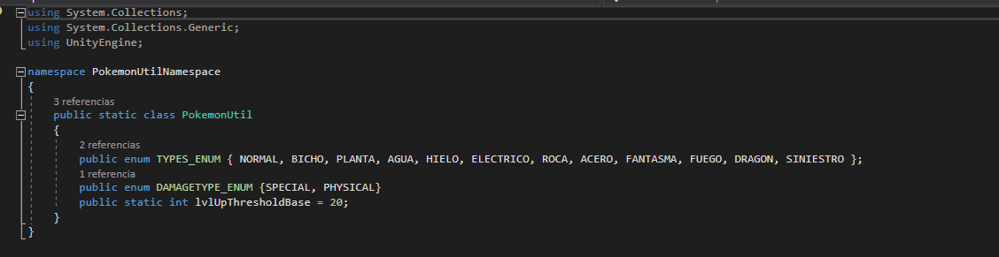 using System.Collections;
using System.Collections.Generic;
using UnityEngine;
namespace PokemonUtilNamespace
{
3 referencias
public static class PokemonUtil
{
2 referencias
public enum TYPES_ENUM { NORMAL, BICHO, PLANTA, AGUA, HIELO, ELECTRICO, ROCA, ACERO, FANTASMA, FUEGO, DRAGON, SINIESTRO };
1 referencia
public enum DAMAGETYPE_ENUM {SPECIAL, PHYSICAL}
public static int lvlUpThresholdBase = 20;
}
}